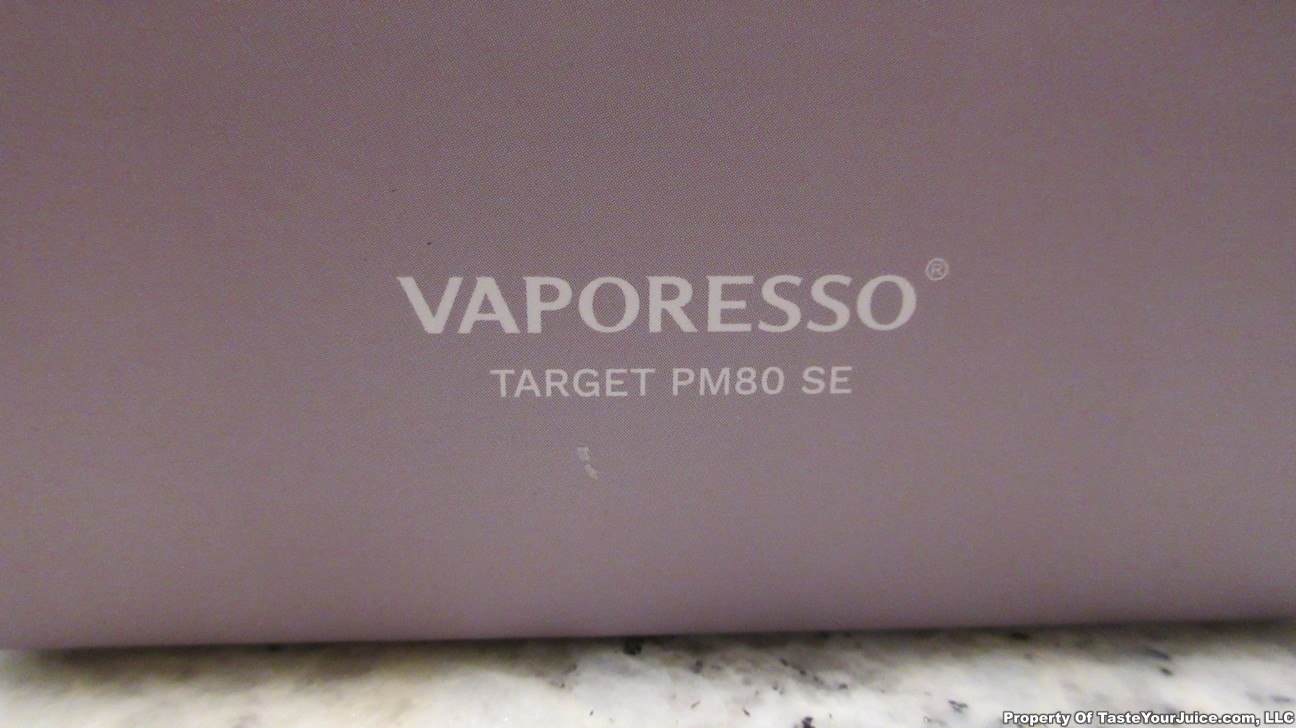 VAPORESSO®
TARGET PM80 SE
Property Of TasteYourJuice.com, LLC